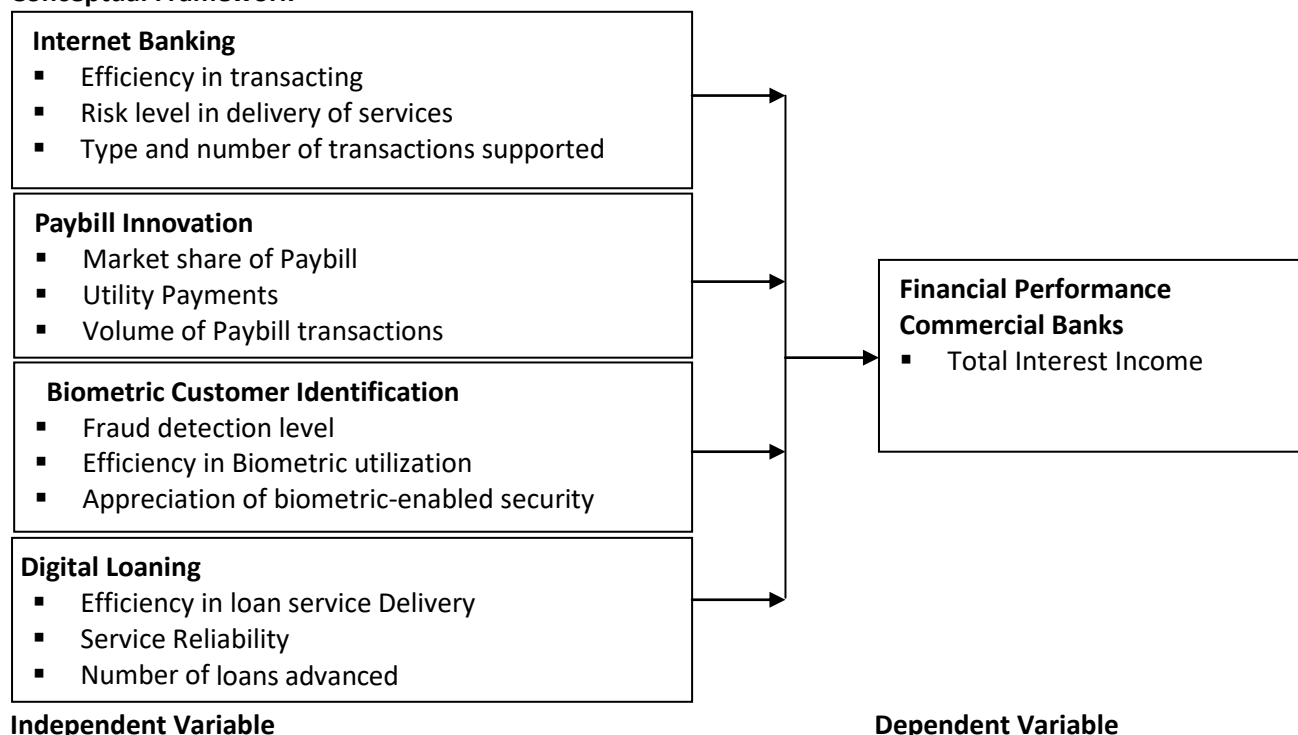 Conceptual Framework
Internet Banking
▪ Efficiency in transacting
▪ Risk level in delivery of services
▪ Type and number of transactions supported
Paybill Innovation
▪ Market share of Paybill
▪ Utility Payments
▪ Volume of Paybill transactions
Biometric Customer Identification
▪ Fraud detection level
▪ Efficiency in Biometric utilization
▪ Appreciation of biometric-enabled security
Digital Loaning
▪ Efficiency in loan service Delivery
▪ Service Reliability
▪ Number of loans advanced
Independent Variable
Financial Performance
Commercial Banks
▪ Total Interest Income
Dependent Variable